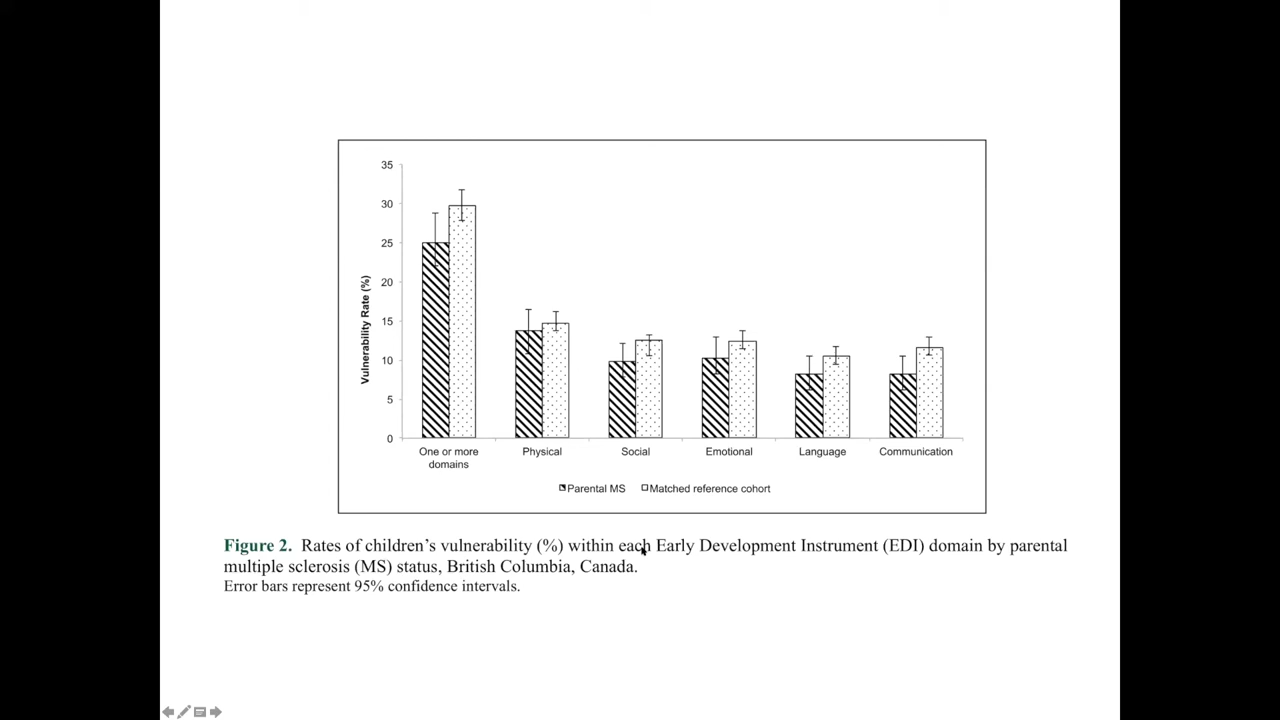 35
30
25
20
15
10
5
0
Vulnerability Rate (%)
One or more
domains
Physical
Social
Emotional
Language
Communication
Parental MS
Matched reference cohort
Figure 2. Rates of children’s vulnerability (%) within each Early Development Instrument (EDI) domain by parental
multiple sclerosis (MS) status, British Columbia, Canada.
Error bars represent 95% confidence intervals.